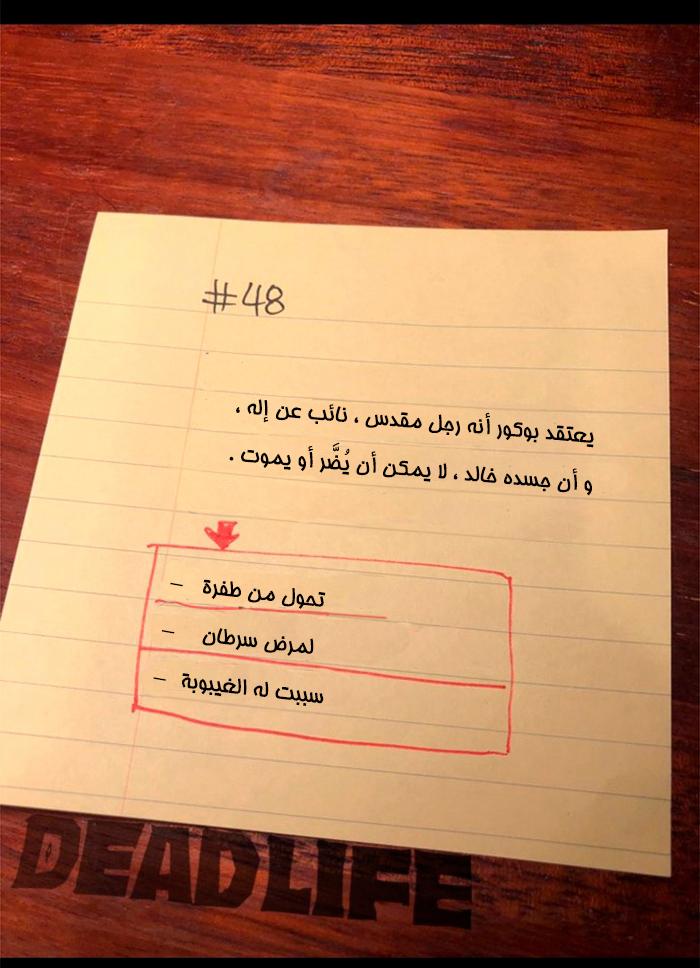 #48
يعتقد بوكور أنه رجل مقدس ، نائب عن إله ،
و أن جسده خالد ، لا يمكن أن يُضَّر أو يموت .
تحول من طفرة –
لمرض سرطان –
سببت له الغيبوبة –
DEADLIFE